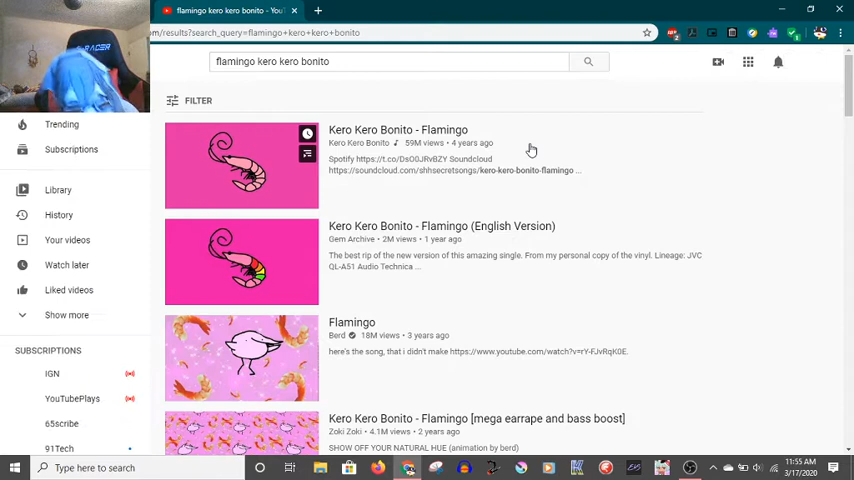 flamingo kero kero bonito - YouT
com/results?search_query=flamingo+kero+kero+bonito
RACER
flamingo kero kero bonito
FILTER
Trending
Subscriptions
Library
History
Your videos
Watch later
Liked videos
Show more
SUBSCRIPTIONS
IGN
YouTubePlays
65scribe
91Tech
Kero Kero Bonito - Flamingo
Kero Kero Bonito 59M views • 4 years ago
Spotify https://t.co/DsO0JRvBZY Soundcloud
https://soundcloud.com/shhsecretsongs/kero-kero-bonito-flamingo ...
Kero Kero Bonito - Flamingo (English Version)
Gem Archive • 2M views • 1 year ago
The best rip of the new version of this amazing single. From my personal copy of the vinyl. Lineage: JVC
QL-A51 Audio Technica ...
Flamingo
Berd 18M views • 3 years ago
here's the song, that i didn't make https://www.youtube.com/watch?v=rY-FJvRqK0E.
Kero Kero Bonito - Flamingo [mega earrape and bass boost]
Zoki Zoki • 4.1M views • 2 years ago
SHOW OFF YOUR NATURAL HUE (animation by berd)
Type here to search
11:55 AM
3/17/2020